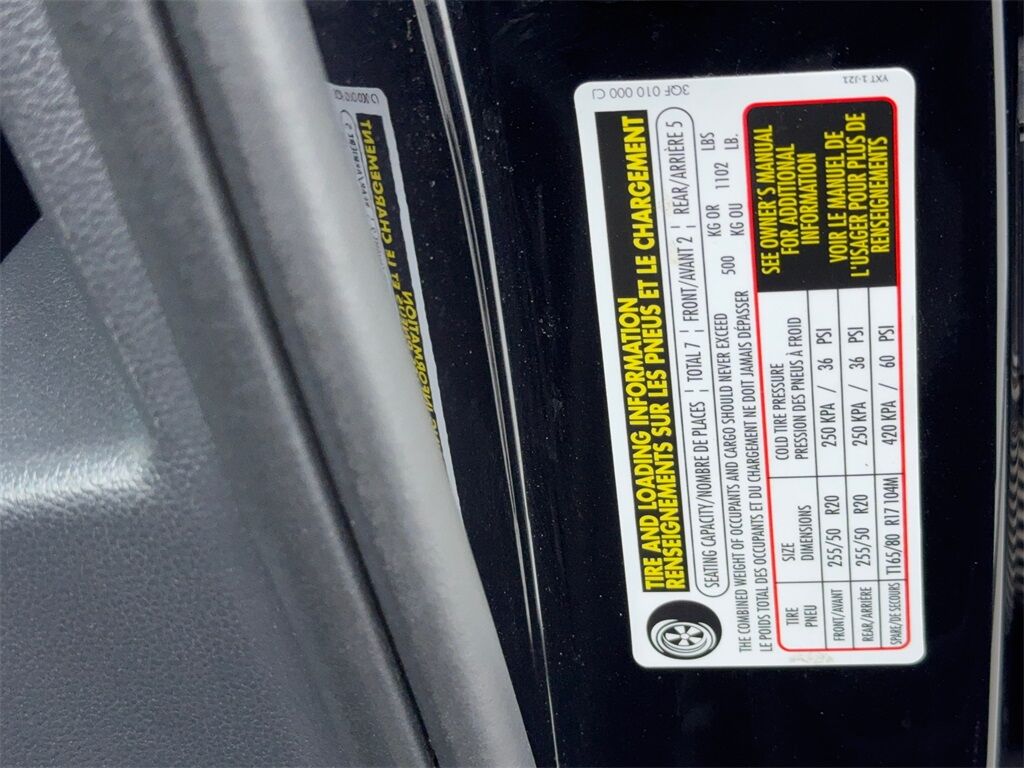 3QF 010 000 CJ
YXT 1-J21
TIRE AND LOADING INFORMATION
RENSEIGNEMENTS SUR LES PNEUS ET LE CHARGEMENT
SEATING CAPACITY/NOMBRE DE PLACES ¦ TOTAL 7 ¦ FRONT/AVANT 2 ¦ REAR/ARRIÈRE 5
THE COMBINED WEIGHT OF OCCUPANTS AND CARGO SHOULD NEVER EXCEED 500 KG OR 1102 LBS
LE POIDS TOTAL DES OCCUPANTS ET DU CHARGEMENT NE DOIT JAMAIS DÉPASSER KG OU LB.
TIRE SIZE COLD TIRE PRESSURE
PNEU DIMENSIONS PRESSION DES PNEUS À FROID
FRONT/AVANT 255/50 R20 250 KPA / 36 PSI
REAR/ARRIÈRE 255/50 R20 250 KPA / 36 PSI
SPARE/DE SECOURS T165/80 R17 104M 420 KPA / 60 PSI
SEE OWNER'S MANUAL
FOR ADDITIONAL
INFORMATION
VOIR LE MANUEL DE
L'USAGER POUR PLUS DE
RENSEIGNEMENTS